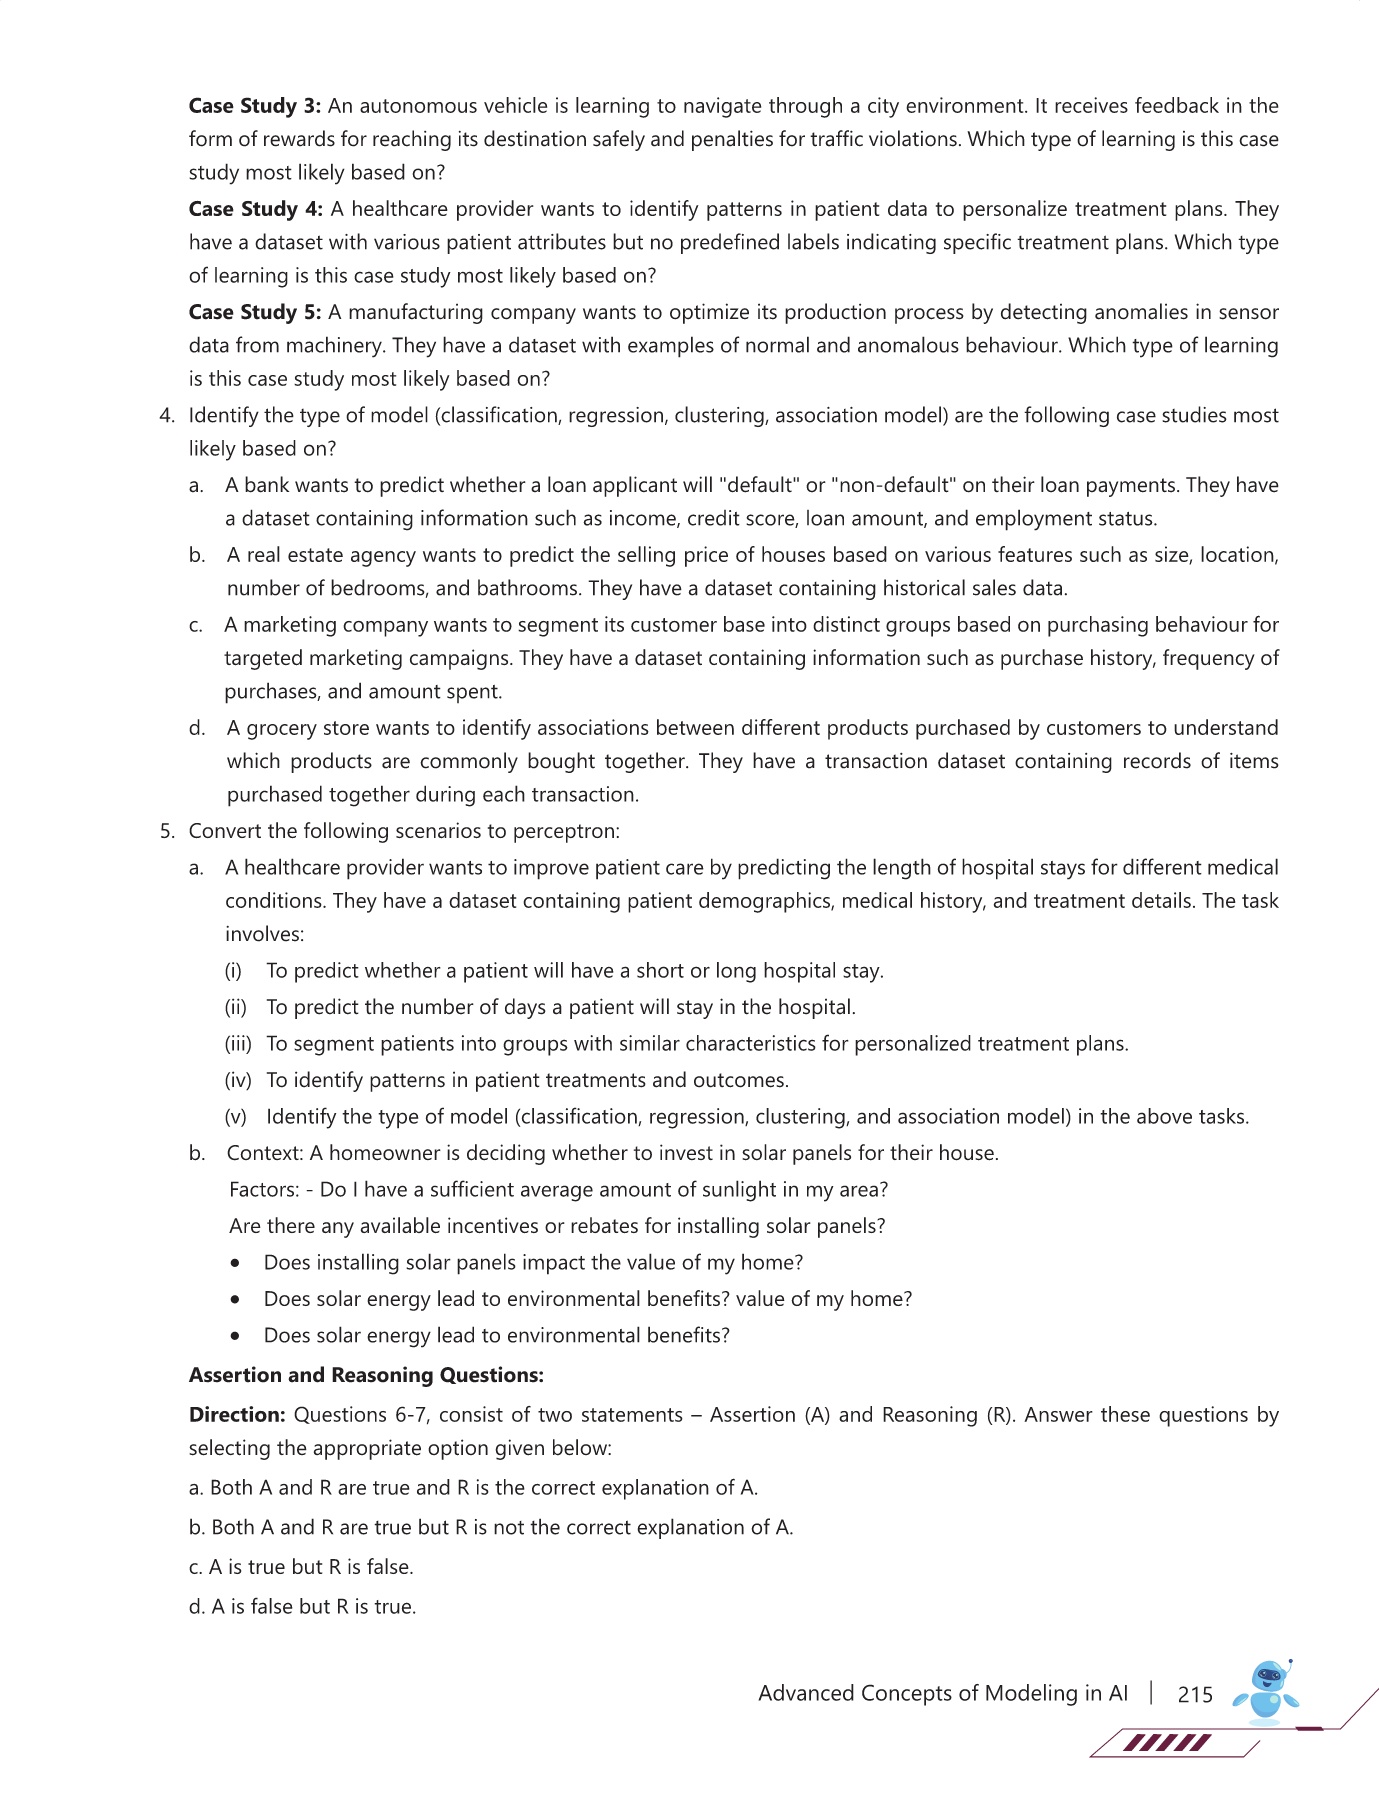 Case Study 3: An autonomous vehicle is learning to navigate through a city environment. It receives feedback in the
form of rewards for reaching its destination safely and penalties for traffic violations. Which type of learning is this case
study most likely based on?
Case Study 4: A healthcare provider wants to identify patterns in patient data to personalize treatment plans. They
have a dataset with various patient attributes but no predefined labels indicating specific treatment plans. Which type
of learning is this case study most likely based on?
Case Study 5: A manufacturing company wants to optimize its production process by detecting anomalies in sensor
data from machinery. They have a dataset with examples of normal and anomalous behaviour. Which type of learning
is this case study most likely based on?
4. Identify the type of model (classification, regression, clustering, association model) are the following case studies most
likely based on?
a. A bank wants to predict whether a loan applicant will "default" or "non-default" on their loan payments. They have
a dataset containing information such as income, credit score, loan amount, and employment status.
b. A real estate agency wants to predict the selling price of houses based on various features such as size, location,
number of bedrooms, and bathrooms. They have a dataset containing historical sales data.
c. A marketing company wants to segment its customer base into distinct groups based on purchasing behaviour for
targeted marketing campaigns. They have a dataset containing information such as purchase history, frequency of
purchases, and amount spent.
d. A grocery store wants to identify associations between different products purchased by customers to understand
which products are commonly bought together. They have a transaction dataset containing records of items
purchased together during each transaction.
5. Convert the following scenarios to perceptron:
a. A healthcare provider wants to improve patient care by predicting the length of hospital stays for different medical
conditions. They have a dataset containing patient demographics, medical history, and treatment details. The task
involves:
(i) To predict whether a patient will have a short or long hospital stay.
(ii) To predict the number of days a patient will stay in the hospital.
(iii) To segment patients into groups with similar characteristics for personalized treatment plans.
(iv) To identify patterns in patient treatments and outcomes.
(v) Identify the type of model (classification, regression, clustering, and association model) in the above tasks.
b. Context: A homeowner is deciding whether to invest in solar panels for their house.
Factors: - Do I have a sufficient average amount of sunlight in my area?
Are there any available incentives or rebates for installing solar panels?
• Does installing solar panels impact the value of my home?
• Does solar energy lead to environmental benefits? value of my home?
• Does solar energy lead to environmental benefits?
Assertion and Reasoning Questions:
Direction: Questions 6-7, consist of two statements – Assertion (A) and Reasoning (R). Answer these questions by
selecting the appropriate option given below:
a. Both A and R are true and R is the correct explanation of A.
b. Both A and R are true but R is not the correct explanation of A.
c. A is true but R is false.
d. A is false but R is true.
Advanced Concepts of Modeling in AI | 215